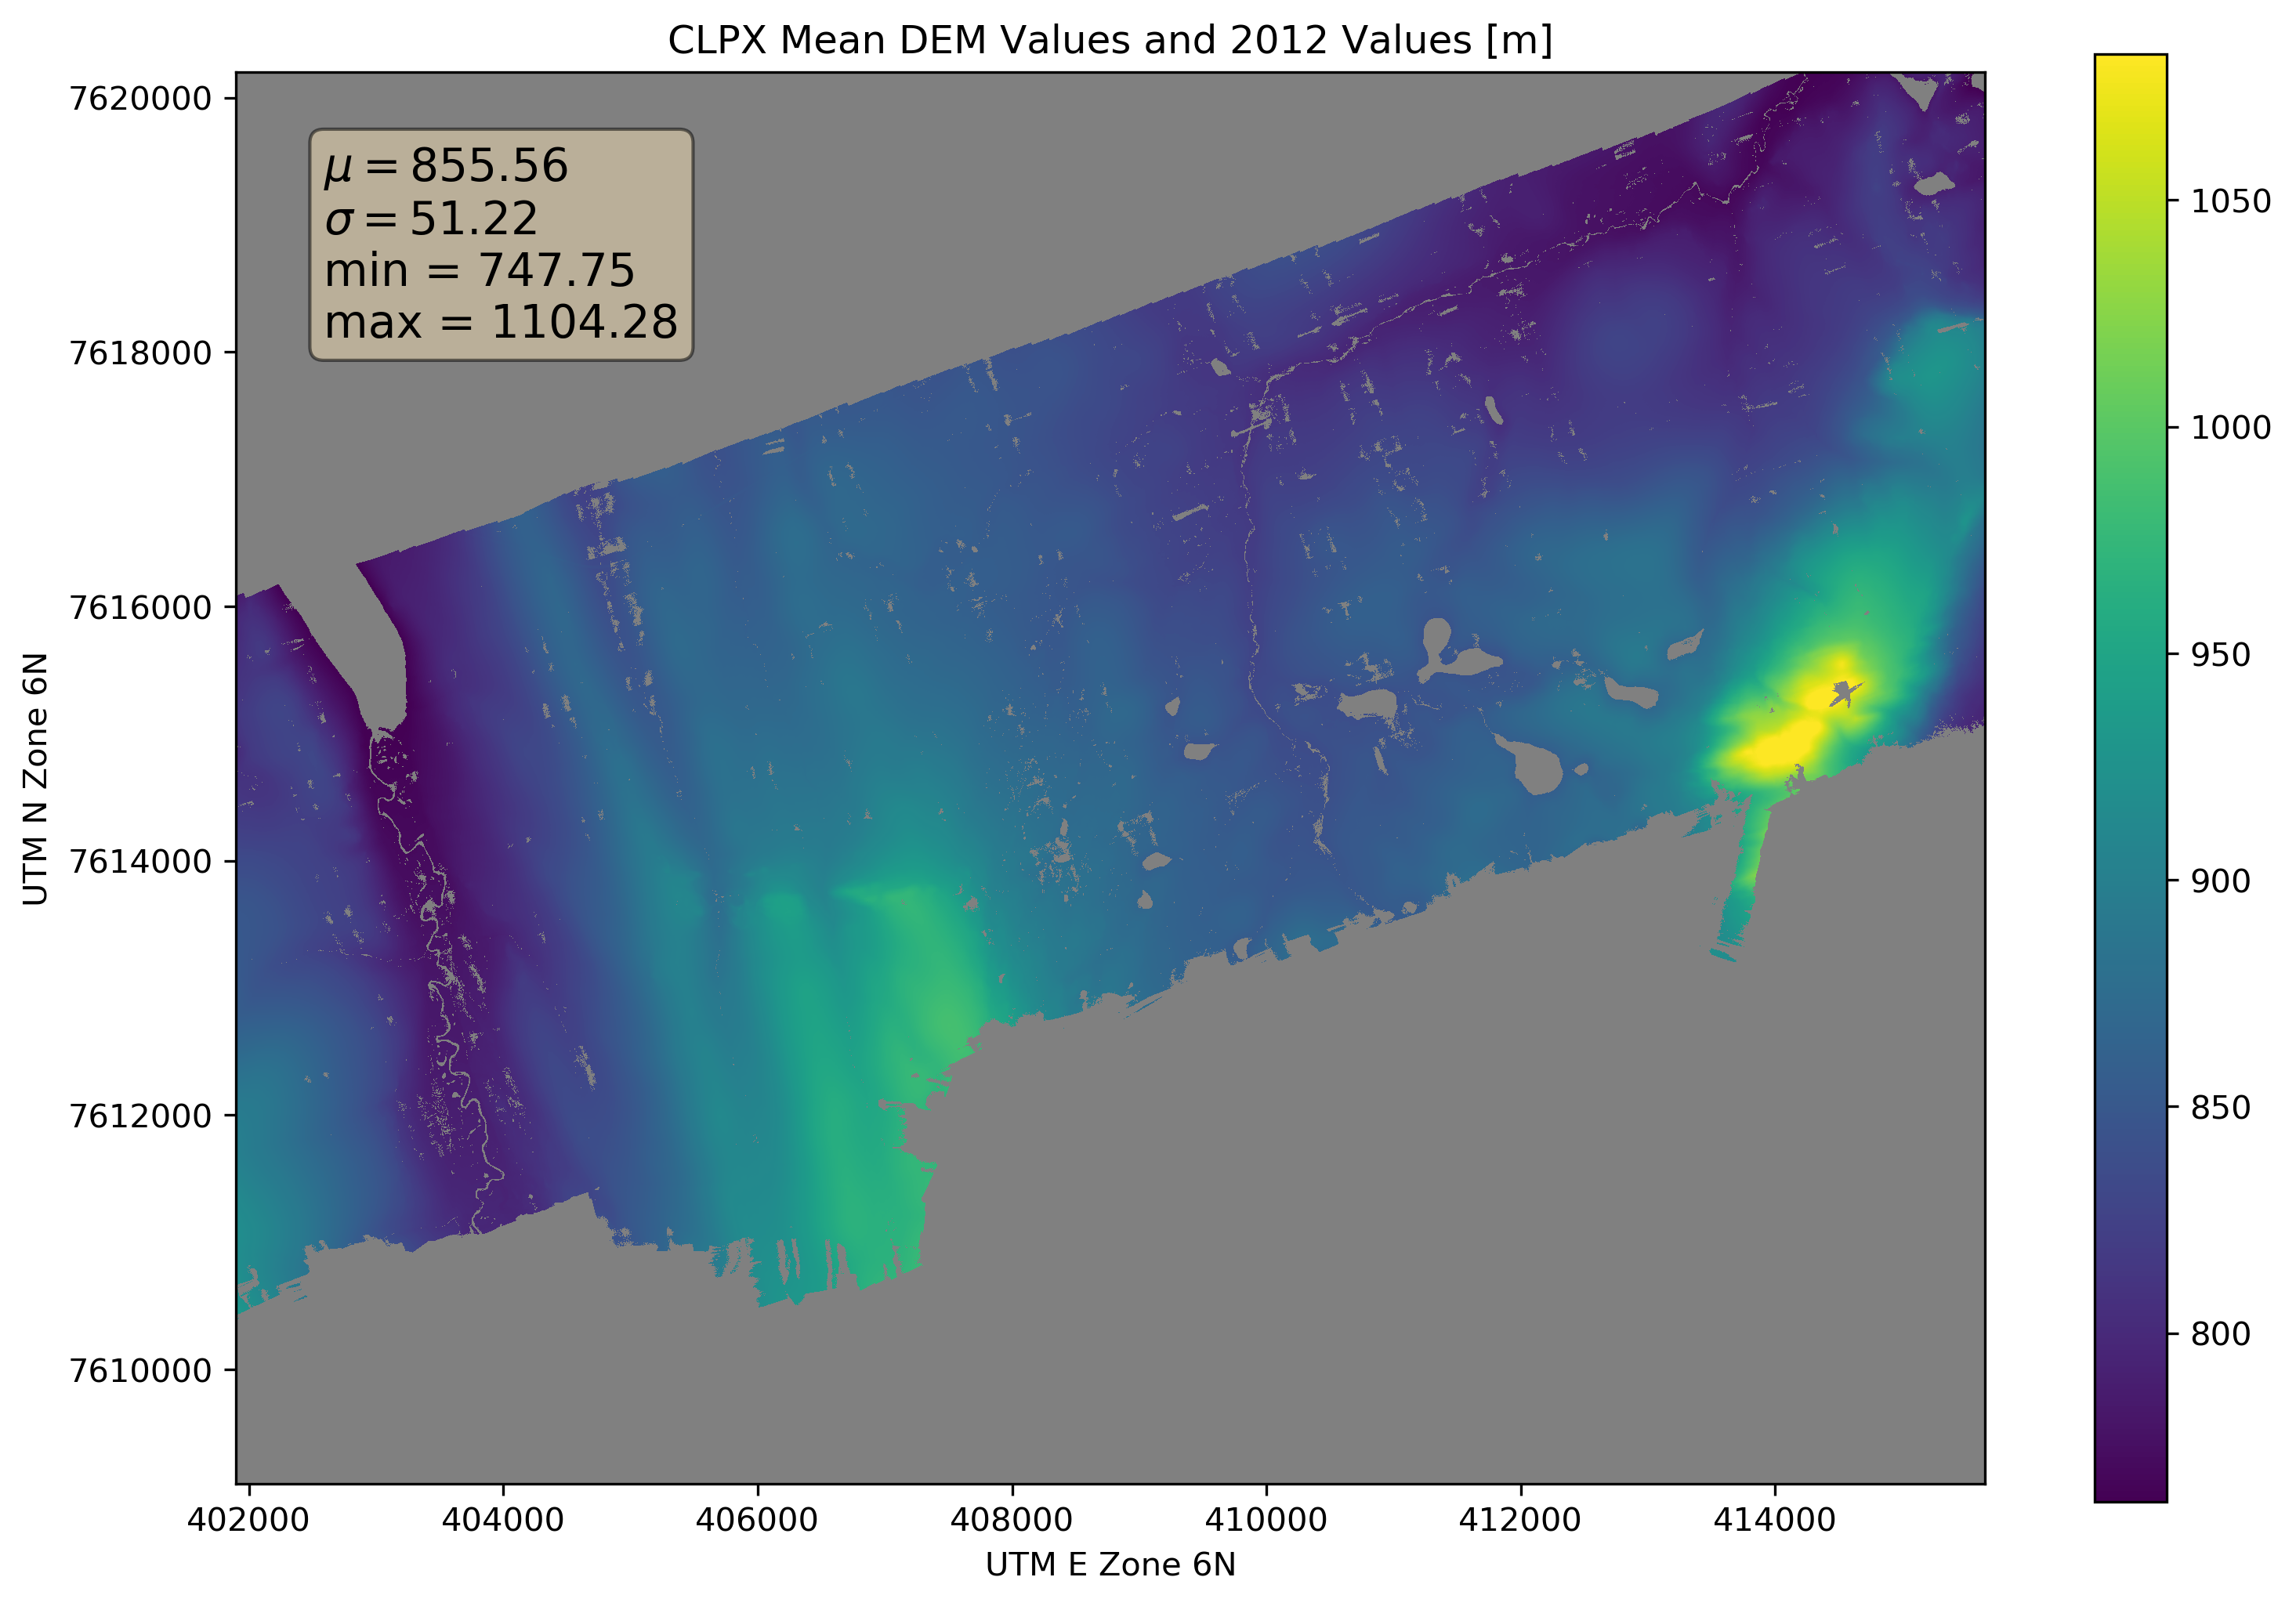 CLPX Mean DEM Values and 2012 Values [m]
μ = 855.56
σ = 51.22
min = 747.75
max = 1104.28
UTM N Zone 6N
7620000
7618000
7616000
7614000
7612000
7610000
402000 404000 406000 408000 410000 412000 414000
UTM E Zone 6N
1050
1000
950
900
850
800